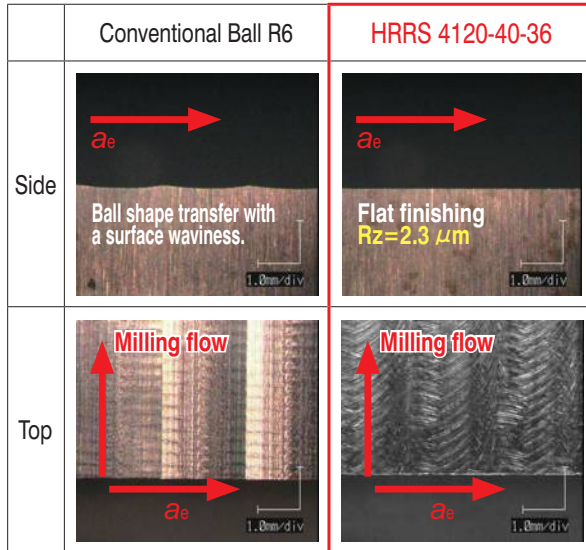 Conventional Ball R6
HRRS 4120-40-36
Side
ae
Ball shape transfer with
a surface waviness.
1.0mm/div
ae
Flat finishing
Rz=2.3 μm
1.0mm/div
Top
Milling flow
ae
1.0mm/div
Milling flow
ae
1.0mm/div